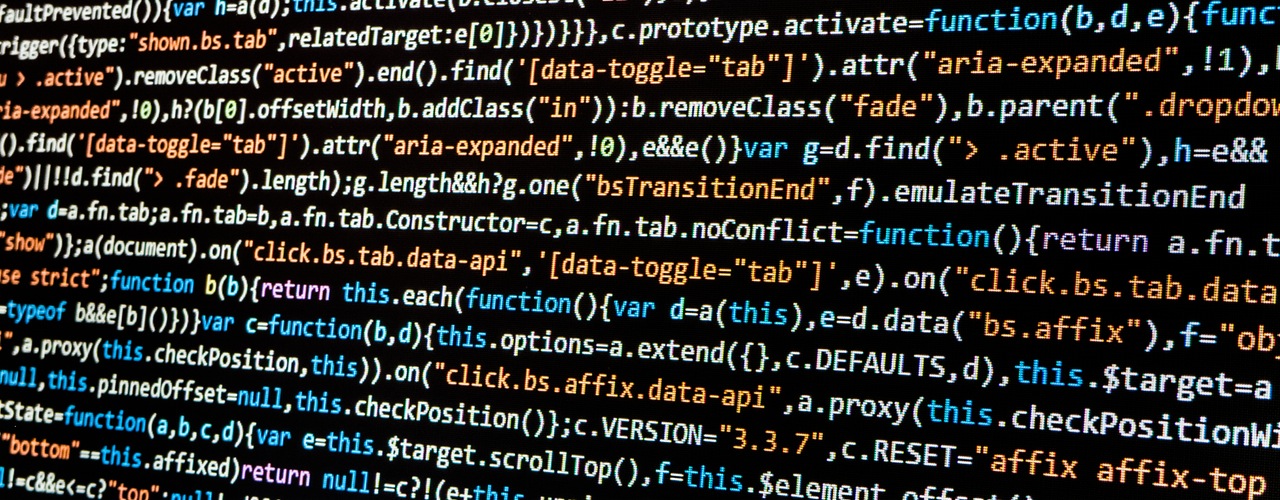 faultPrevented()){var h=a(d);this.activate(b.closest(
rigger({type:"shown.bs.tab",relatedTarget:e[0]})})}}},c.prototype.activate=function(b,d,e){func
u > .active").removeClass("active").end().find('[data-toggle="tab"]').attr("aria-expanded",!1),
ia-expanded",!0),h?(b[0].offsetWidth,b.addClass("in")):b.removeClass("fade"),b.parent(".dropdow
().find('[data-toggle="tab"]').attr("aria-expanded",!0),e&&e()}var g=d.find("> .active"),h=e&&
de")||!!d.find("> .fade").length);g.length&&h?g.one("bsTransitionEnd",f).emulateTransitionEnd
;var d=a.fn.tab;a.fn.tab=b,a.fn.tab.Constructor=c,a.fn.tab.noConflict=function(){return a.fn.t
"show")};a(document).on("click.bs.tab.data-api",'[data-toggle="tab"]',e).on("click.bs.tab.data
se strict";function b(b){return this.each(function(){var d=a(this),e=d.data("bs.affix"),f="ob
=typeof b&&e[b]()})}var c=function(b,d){this.options=a.extend({},c.DEFAULTS,d),this.$target=a
",a.proxy(this.checkPosition,this)).on("click.bs.affix.data-api",a.proxy(this.checkPositionWi
null,this.pinnedOffset=null,this.checkPosition()};c.VERSION="3.3.7",c.RESET="affix affix-top
tState=function(a,b,c,d){var e=this.$target.scrollTop(),f=this.$element.offset()
"bottom"==this.affixed)return null!=c?!(e+this
l!=c&&e<=c?"top":null